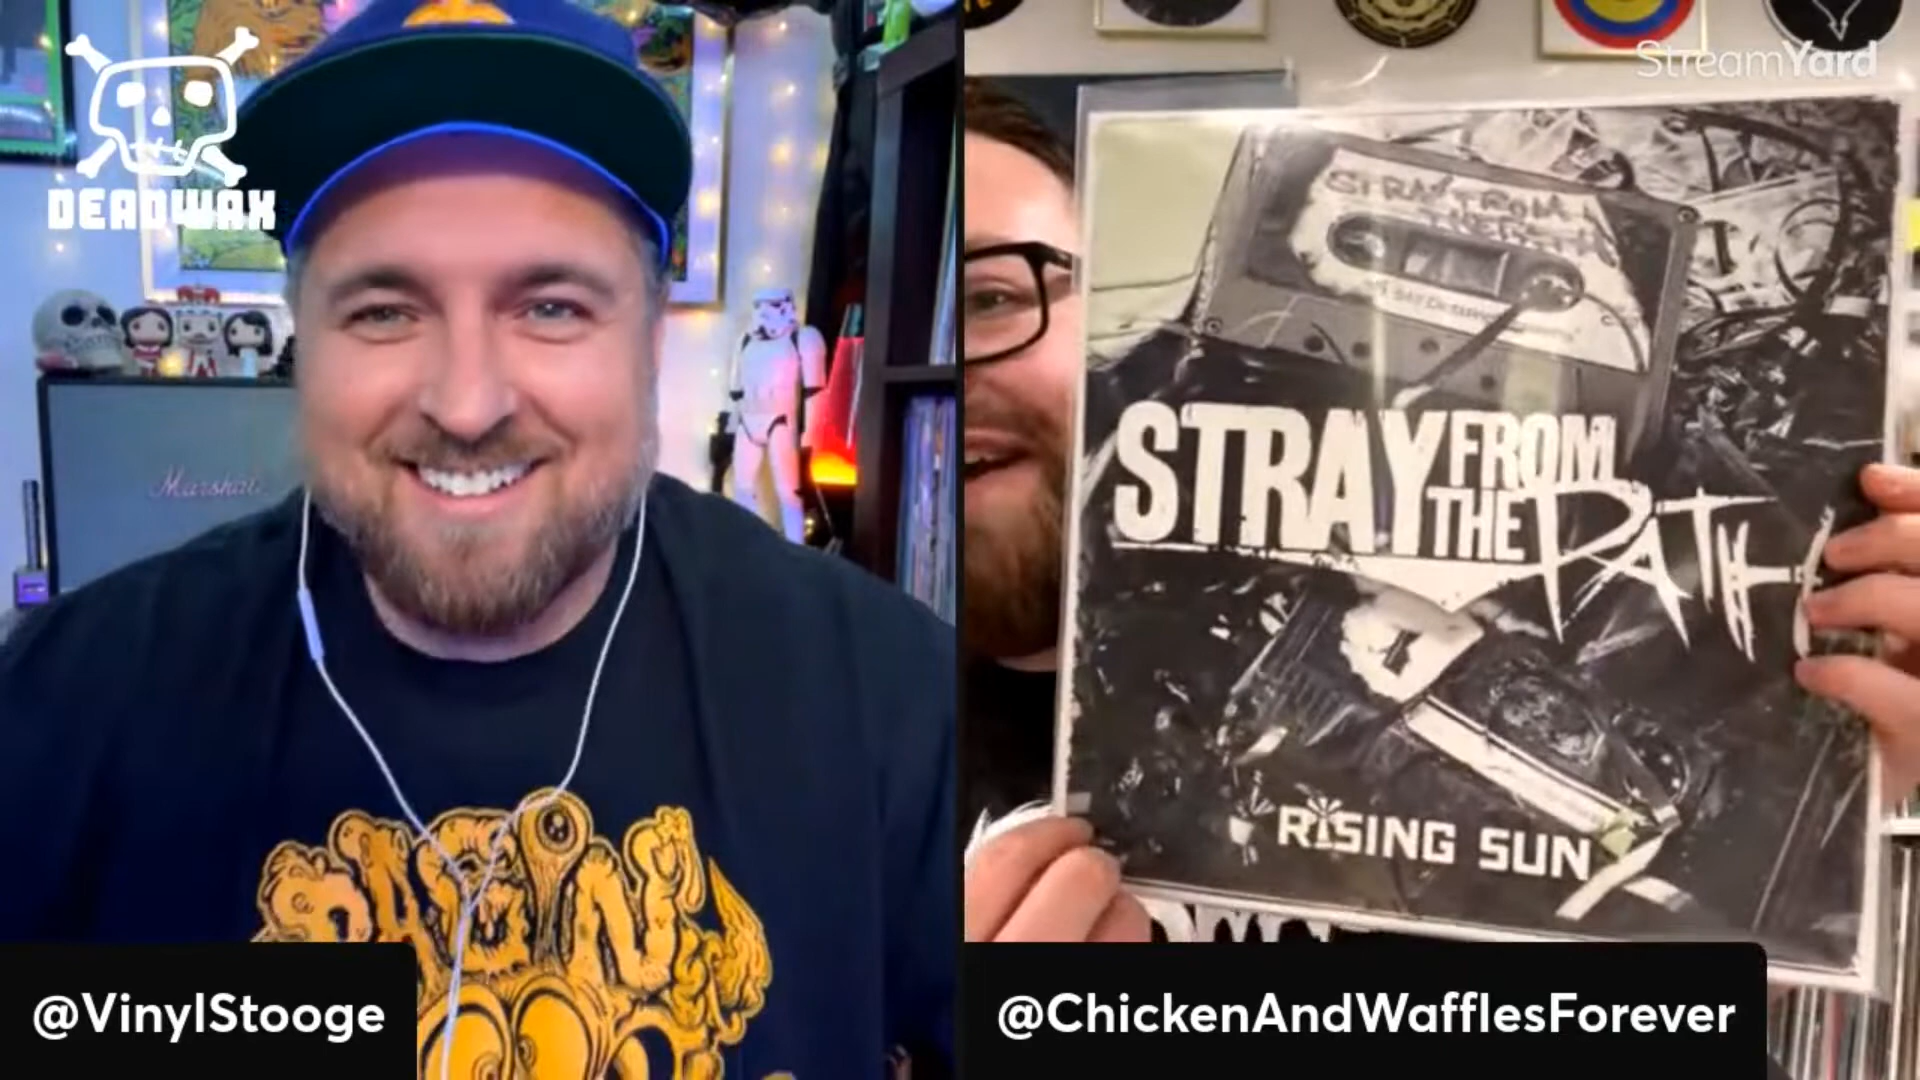 DEADWAX
StreamYard
Marshall
STRAY FROM
THE PATH
RISING SUN
@VinylStooge
@ChickenAndWafflesForever